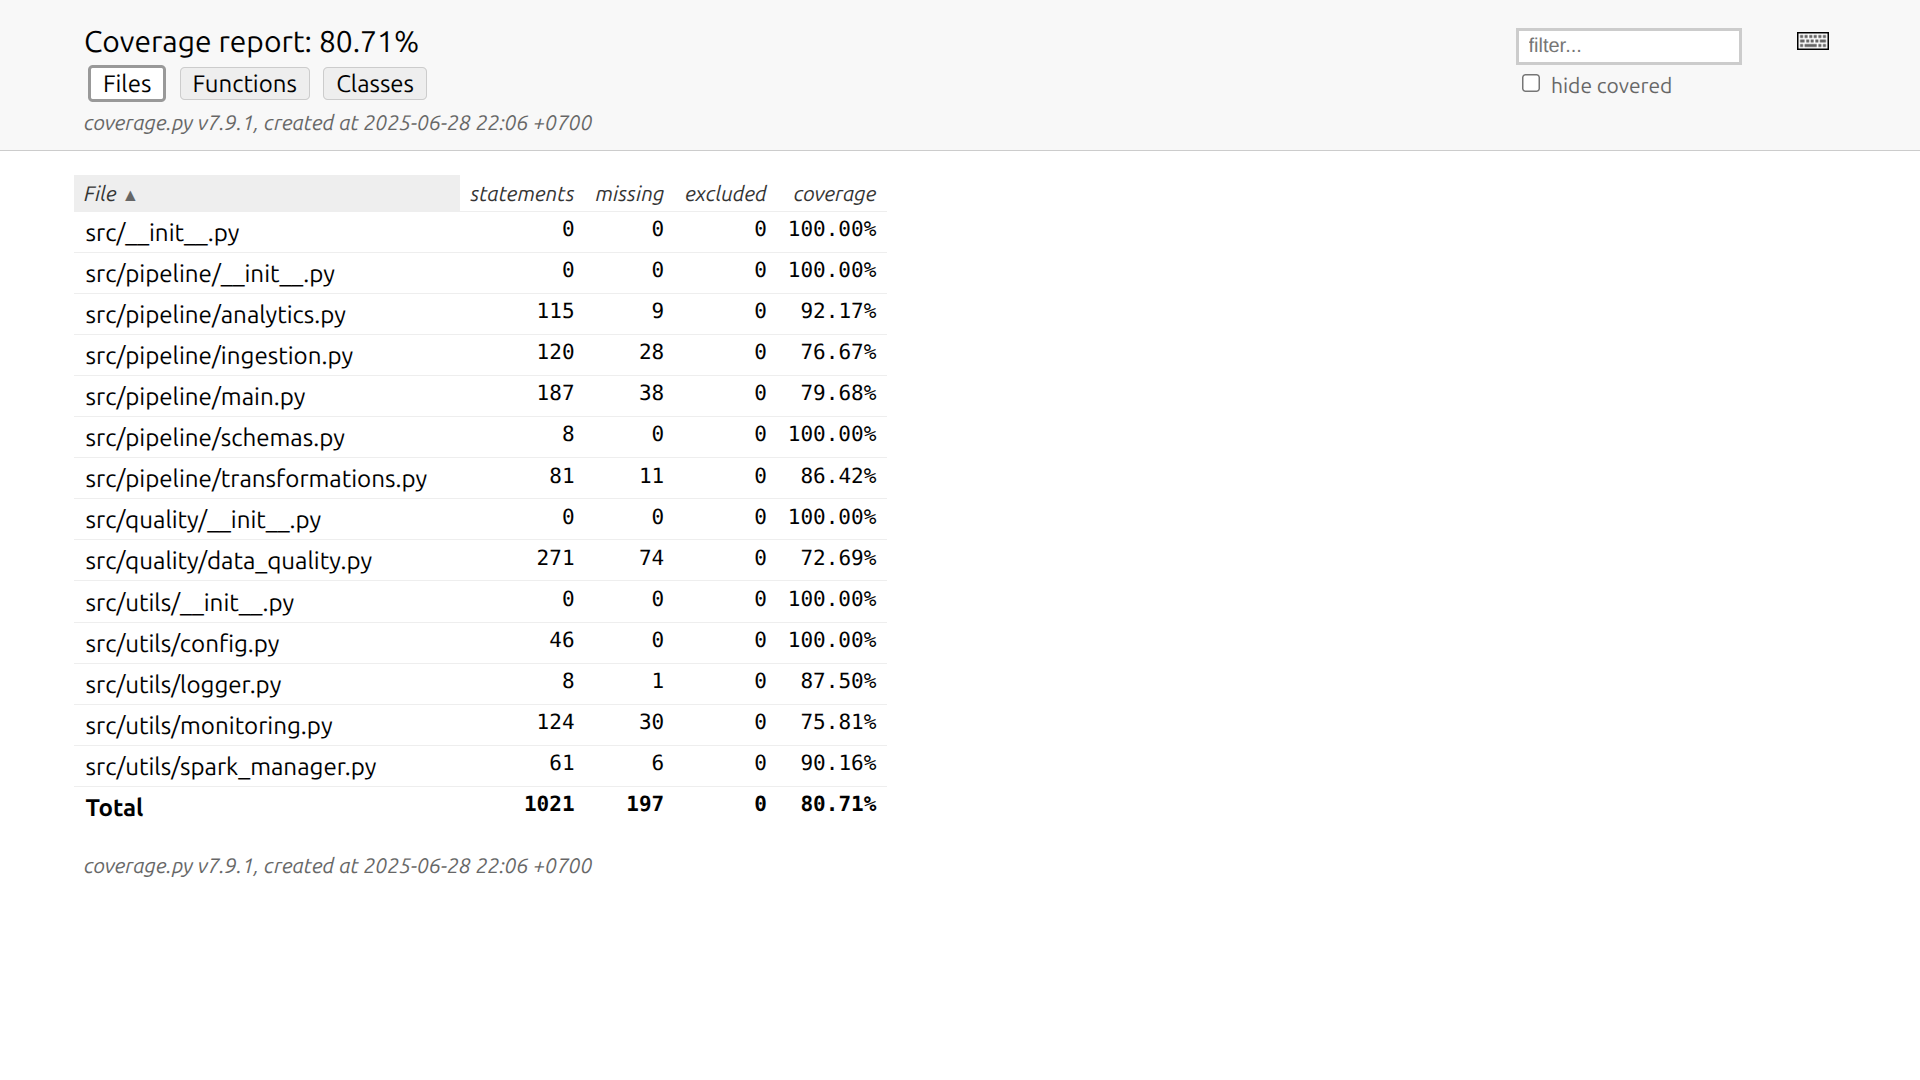 Coverage report: 80.71%
Files Functions Classes
coverage.py v7.9.1, created at 2025-06-28 22:06 +0700
filter...
hide covered
File ▲ statements missing excluded coverage
src/__init__.py 0 0 0 100.00%
src/pipeline/__init__.py 0 0 0 100.00%
src/pipeline/analytics.py 115 9 0 92.17%
src/pipeline/ingestion.py 120 28 0 76.67%
src/pipeline/main.py 187 38 0 79.68%
src/pipeline/schemas.py 8 0 0 100.00%
src/pipeline/transformations.py 81 11 0 86.42%
src/quality/__init__.py 0 0 0 100.00%
src/quality/data_quality.py 271 74 0 72.69%
src/utils/__init__.py 0 0 0 100.00%
src/utils/config.py 46 0 0 100.00%
src/utils/logger.py 8 1 0 87.50%
src/utils/monitoring.py 124 30 0 75.81%
src/utils/spark_manager.py 61 6 0 90.16%
Total 1021 197 0 80.71%
coverage.py v7.9.1, created at 2025-06-28 22:06 +0700